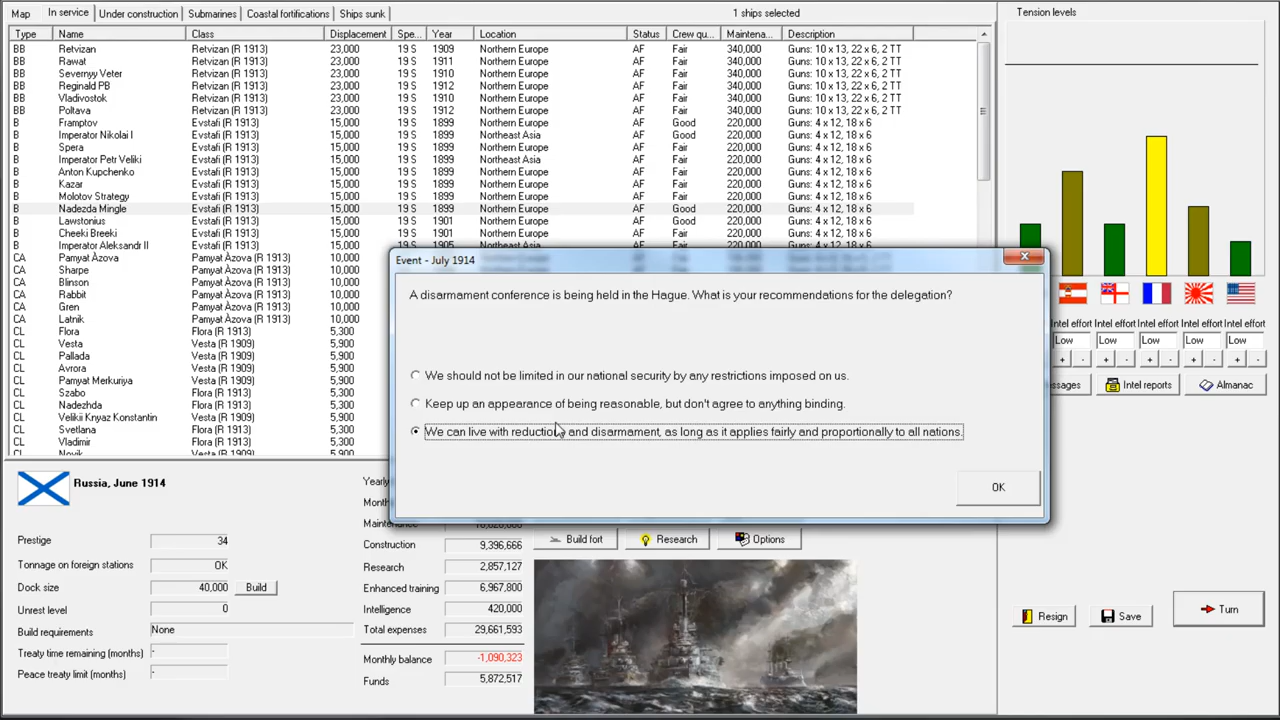 Map In service Under construction Submarines Coastal fortifications Ships sunk 1 ships selected Tension levels
Type Name Class Displacement Spe... Year Location Status Crew qu... Maintena... Description
BB Retvizan Retvizan (R 1913) 23,000 19 S 1909 Northern Europe AF Fair 340,000 Guns: 10 x 13, 22 x 6, 2 TT
BB Rawat Retvizan (R 1913) 23,000 19 S 1911 Northern Europe AF Fair 340,000 Guns: 10 x 13, 22 x 6, 2 TT
BB Severnyy Veter Retvizan (R 1913) 23,000 19 S 1910 Northern Europe AF Fair 340,000 Guns: 10 x 13, 22 x 6, 2 TT
BB Reginald PB Retvizan (R 1913) 23,000 19 S 1912 Northern Europe AF Fair 340,000 Guns: 10 x 13, 22 x 6, 2 TT
BB Vladivostok Retvizan (R 1913) 23,000 19 S 1910 Northern Europe AF Fair 340,000 Guns: 10 x 13, 22 x 6, 2 TT
BB Poltava Retvizan (R 1913) 23,000 19 S 1912 Northern Europe AF Fair 340,000 Guns: 10 x 13, 22 x 6, 2 TT
B Framptov Evstafi (R 1913) 15,000 19 S 1899 Northern Europe AF Good 220,000 Guns: 4 x 12, 18 x 6
B Imperator Nikolai I Evstafi (R 1913) 15,000 19 S 1899 Northeast Asia AF Good 220,000 Guns: 4 x 12, 18 x 6
B Spera Evstafi (R 1913) 15,000 19 S 1899 Northern Europe AF Fair 220,000 Guns: 4 x 12, 18 x 6
B Imperator Petr Veliki Evstafi (R 1913) 15,000 19 S 1899 Northeast Asia AF Fair 220,000 Guns: 4 x 12, 18 x 6
B Anton Kupchenko Evstafi (R 1913) 15,000 19 S 1899 Northern Europe AF Fair 220,000 Guns: 4 x 12, 18 x 6
B Kazar Evstafi (R 1913) 15,000 19 S 1899 Northern Europe AF Fair 220,000 Guns: 4 x 12, 18 x 6
B Molotov Strategy Evstafi (R 1913) 15,000 19 S 1899 Northern Europe AF Fair 220,000 Guns: 4 x 12, 18 x 6
B Nadezda Mingle Evstafi (R 1913) 15,000 19 S 1899 Northern Europe AF Good 220,000 Guns: 4 x 12, 18 x 6
B Lawstonius Evstafi (R 1913) 15,000 19 S 1901 Northern Europe AF Good 220,000 Guns: 4 x 12, 18 x 6
B Cheeki Breeki Evstafi (R 1913) 15,000 19 S 1901 Northern Europe AF Fair 220,000 Guns: 4 x 12, 18 x 6
B Imperator Aleksandr II Evstafi (R 1913) 15,000 19 S 1905 Northeast Asia AF Fair 220,000 Guns: 4 x 12, 18 x 6
CA Pamyat Àzova Pamyat Àzova (R 1913) 10,000
CA Sharpe Pamyat Àzova (R 1913) 10,000
CA Blinson Pamyat Àzova (R 1913) 10,000
CA Rabbit Pamyat Àzova (R 1913) 10,000
CA Gren Pamyat Àzova (R 1913) 10,000
CA Latnik Pamyat Àzova (R 1913) 10,000
CL Flora Flora (R 1913) 5,300
CL Vesta Vesta (R 1909) 5,900
CL Pallada Vesta (R 1909) 5,900
CL Avrora Vesta (R 1909) 5,900
CL Pamyat Merkuriya Vesta (R 1909) 5,900
CL Szabo Flora (R 1913) 5,300
CL Nadezhda Flora (R 1913) 5,300
CL Velikii Knyaz Konstantin Vesta (R 1909) 5,900
CL Svetlana Flora (R 1913) 5,300
CL Vladimir Flora (R 1913) 5,300
CL Novik
Event - July 1914
A disarmament conference is being held in the Hague. What is your recommendations for the delegation?
We should not be limited in our national security by any restrictions imposed on us.
Keep up an appearance of being reasonable, but don't agree to anything binding.
We can live with reductions and disarmament, as long as it applies fairly and proportionally to all nations.
OK
Intel effort Intel effort Intel effort Intel effort Intel effort
Low Low Low Low Low
+ - + - + - + - + -
Intel reports Almanac
Russia, June 1914
Prestige 34
Tonnage on foreign stations OK
Dock size 40,000 Build
Unrest level 0
Build requirements None
Treaty time remaining (months) -
Peace treaty limit (months) -
Maintenance
Construction 9,396,666
Research 2,857,127
Enhanced training 6,967,800
Intelligence 420,000
Total expenses 29,661,593
Monthly balance -1,090,323
Funds 5,872,517
Build fort Research Options
Resign Save Turn